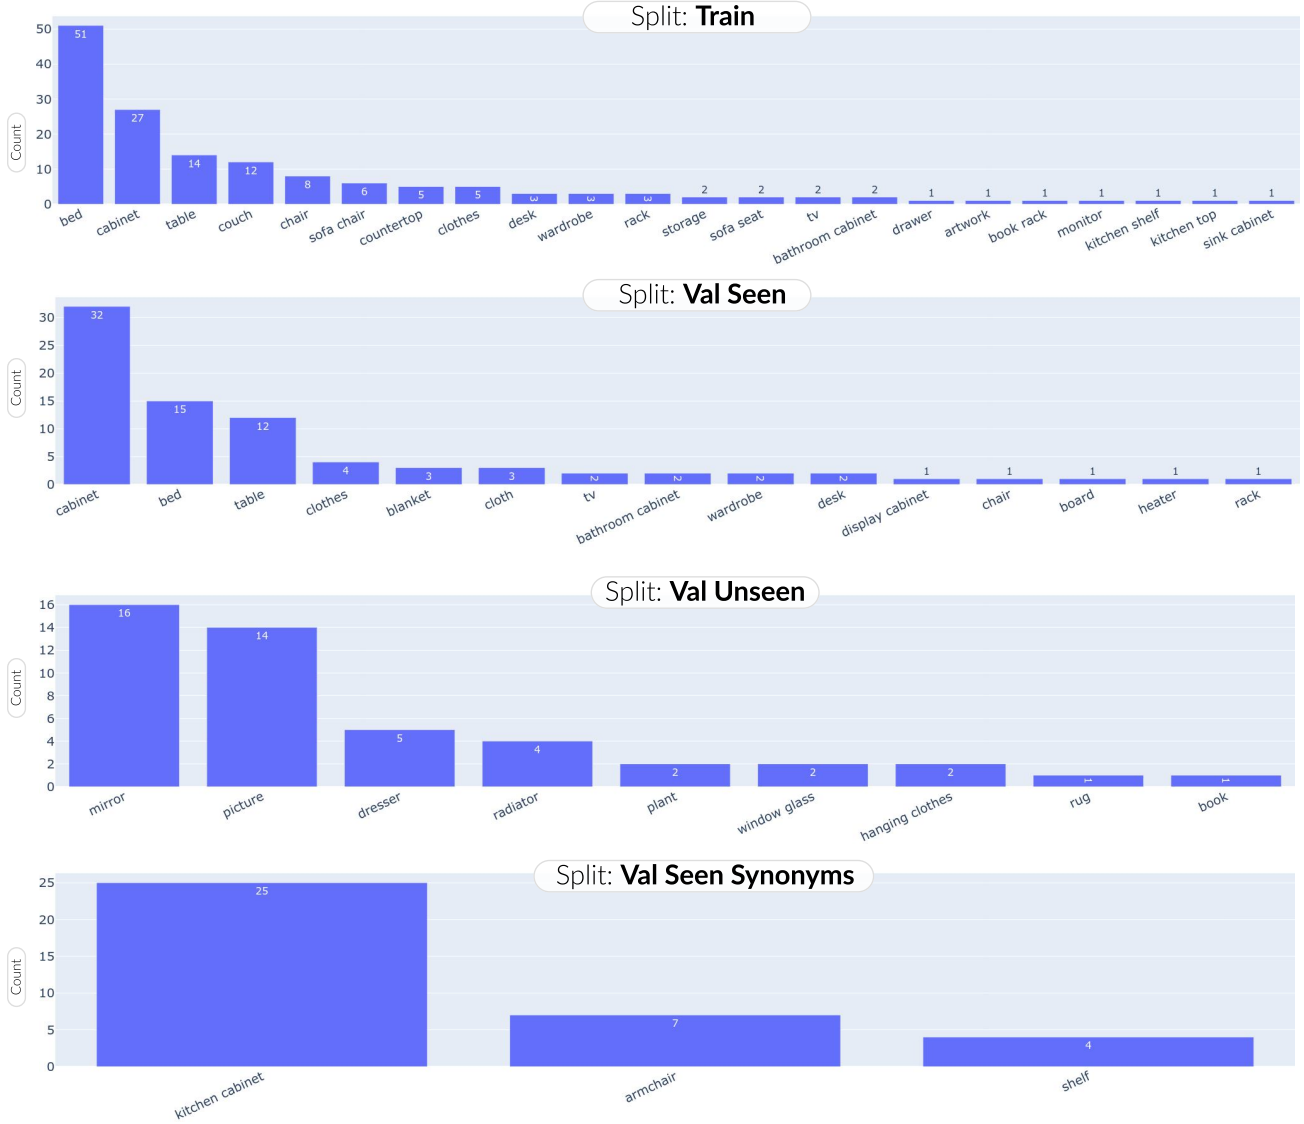 Split: Train
Count
50
40
30
20
10
0
51 27 14 12 8 6 5 5 3 3 3 2 2 2 2 1 1 1 1 1 1 1
bed cabinet table couch chair sofa chair countertop clothes desk wardrobe rack storage sofa seat tv bathroom cabinet drawer artwork book rack monitor kitchen shelf kitchen top sink cabinet
Split: Val Seen
Count
30
25
20
15
10
5
0
32 15 12 4 3 3 2 2 2 2 1 1 1 1 1
cabinet bed table clothes blanket cloth tv bathroom cabinet wardrobe desk display cabinet chair board heater rack
Split: Val Unseen
Count
16
14
12
10
8
6
4
2
0
16 14 5 4 2 2 2 1 1
mirror picture dresser radiator plant window glass hanging clothes rug book
Split: Val Seen Synonyms
Count
25
20
15
10
5
0
25 7 4
kitchen cabinet armchair shelf